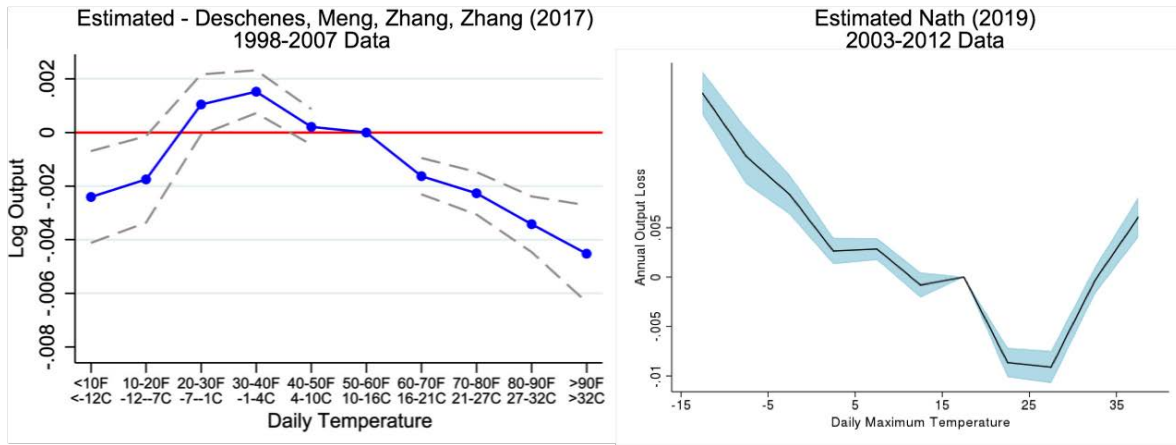 Estimated - Deschenes, Meng, Zhang, Zhang (2017)
1998-2007 Data
Log Output
.002
0
-.002
-.004
-.006
-.008
<10F 10-20F 20-30F 30-40F 40-50F 50-60F 60-70F 70-80F 80-90F >90F
<-12C -12--7C -7--1C -1-4C 4-10C 10-16C 16-21C 21-27C 27-32C >32C
Daily Temperature
Estimated Nath (2019)
2003-2012 Data
Annual Output Loss
.005
0
-.005
-.01
-15 -5 5 15 25 35
Daily Maximum Temperature